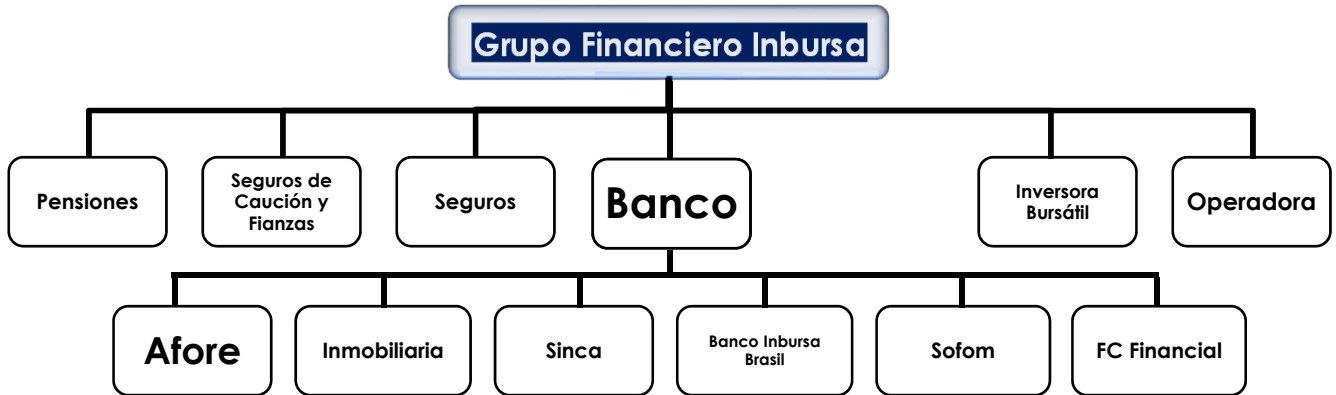 Grupo Financiero Inbursa
Pensiones
Seguros de
Caución y
Fianzas
Seguros
Banco
Inversora
Bursátil
Operadora
Afore
Inmobiliaria
Sinca
Banco Inbursa
Brasil
Sofom
FC Financial